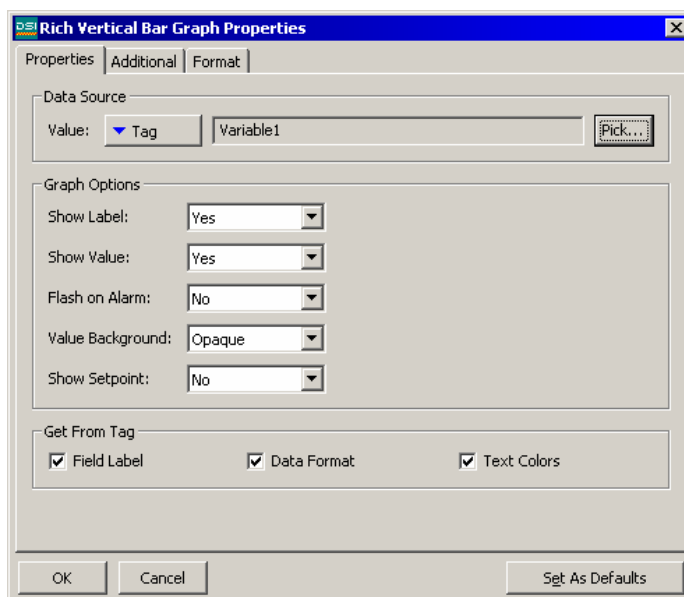 DSI Rich Vertical Bar Graph Properties
Properties Additional Format
Data Source
Value: Tag Variable1 Pick...
Graph Options
Show Label: Yes
Show Value: Yes
Flash on Alarm: No
Value Background: Opaque
Show Setpoint: No
Get From Tag
Field Label Data Format Text Colors
OK Cancel Set As Defaults